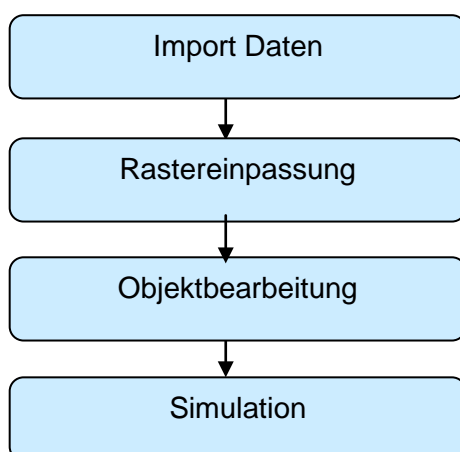 Import Daten
Rastereinpassung
Objektbearbeitung
Simulation